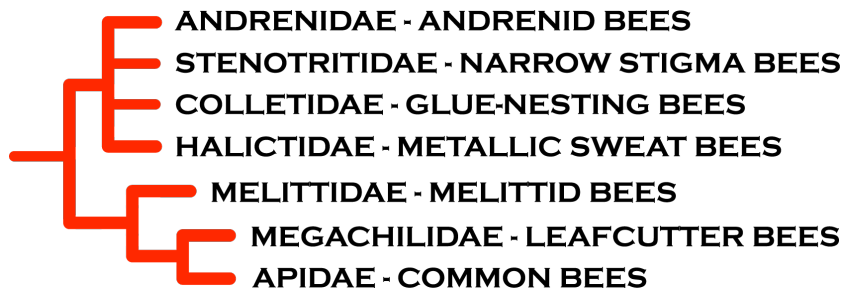 ANDRENIDAE - ANDRENID BEES
STENOTRITIDAE - NARROW STIGMA BEES
COLLETIDAE - GLUE-NESTING BEES
HALICTIDAE - METALLIC SWEAT BEES
MELITTIDAE - MELITTID BEES
MEGACHILIDAE - LEAFCUTTER BEES
APIDAE - COMMON BEES